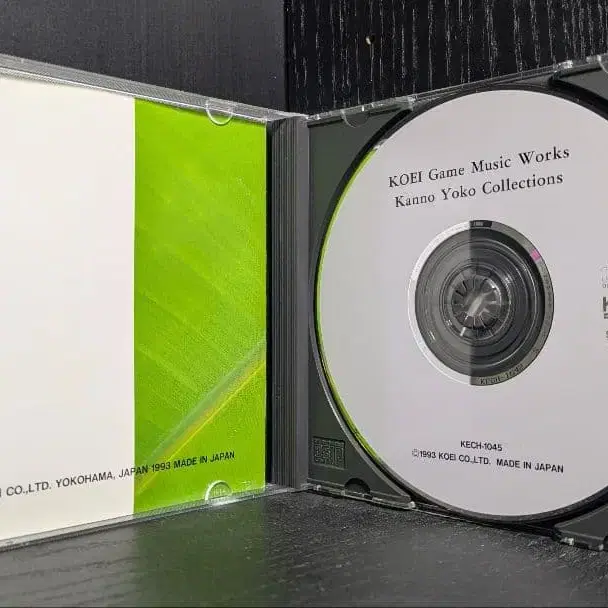 CO.,LTD. YOKOHAMA, JAPAN 1993 MADE IN JAPAN
KOEI Game Music Works
Kanno Yoko Collections
KECH-1045
©1993 KOEI CO.,LTD. MADE IN JAPAN